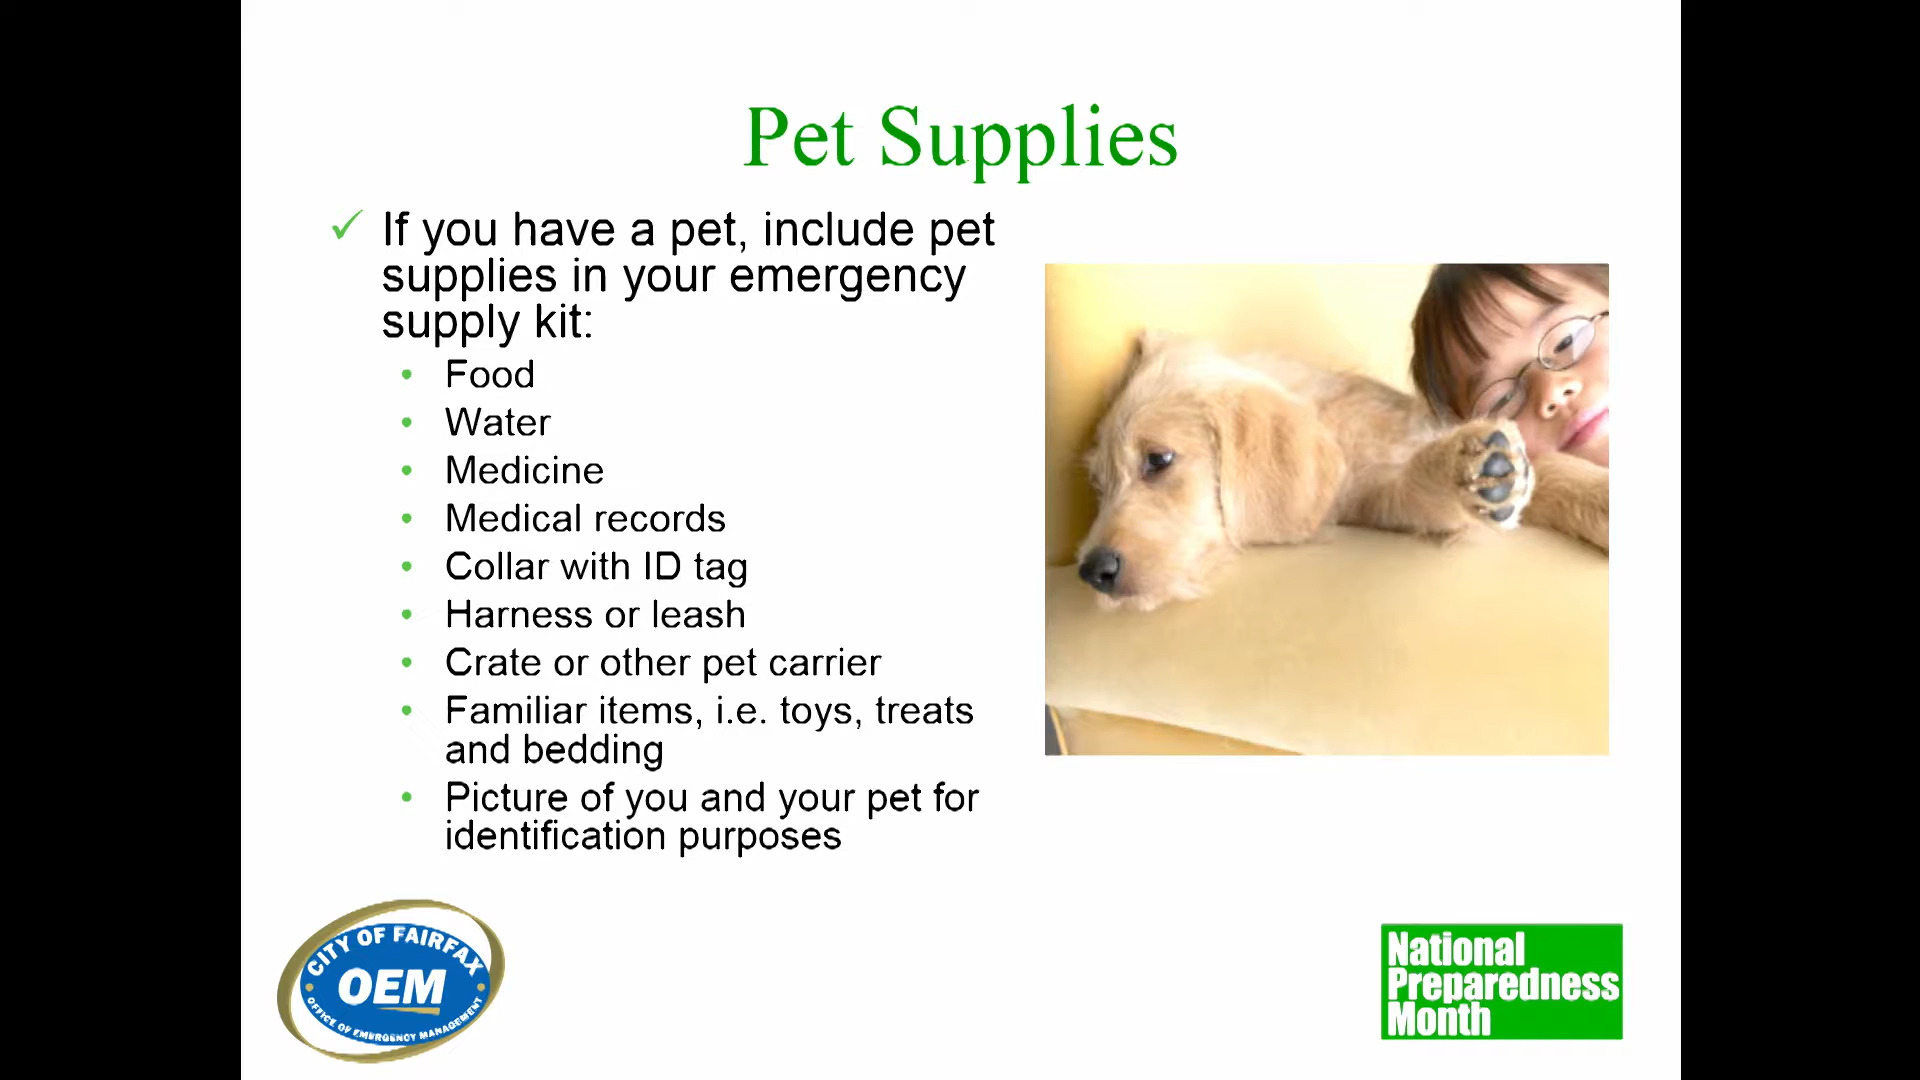 Pet Supplies
If you have a pet, include pet
supplies in your emergency
supply kit:
Food
Water
Medicine
Medical records
Collar with ID tag
Harness or leash
Crate or other pet carrier
Familiar items, i.e. toys, treats
and bedding
Picture of you and your pet for
identification purposes
CITY OF FAIRFAX
OEM
OFFICE OF EMERGENCY MANAGEMENT
National
Preparedness
Month